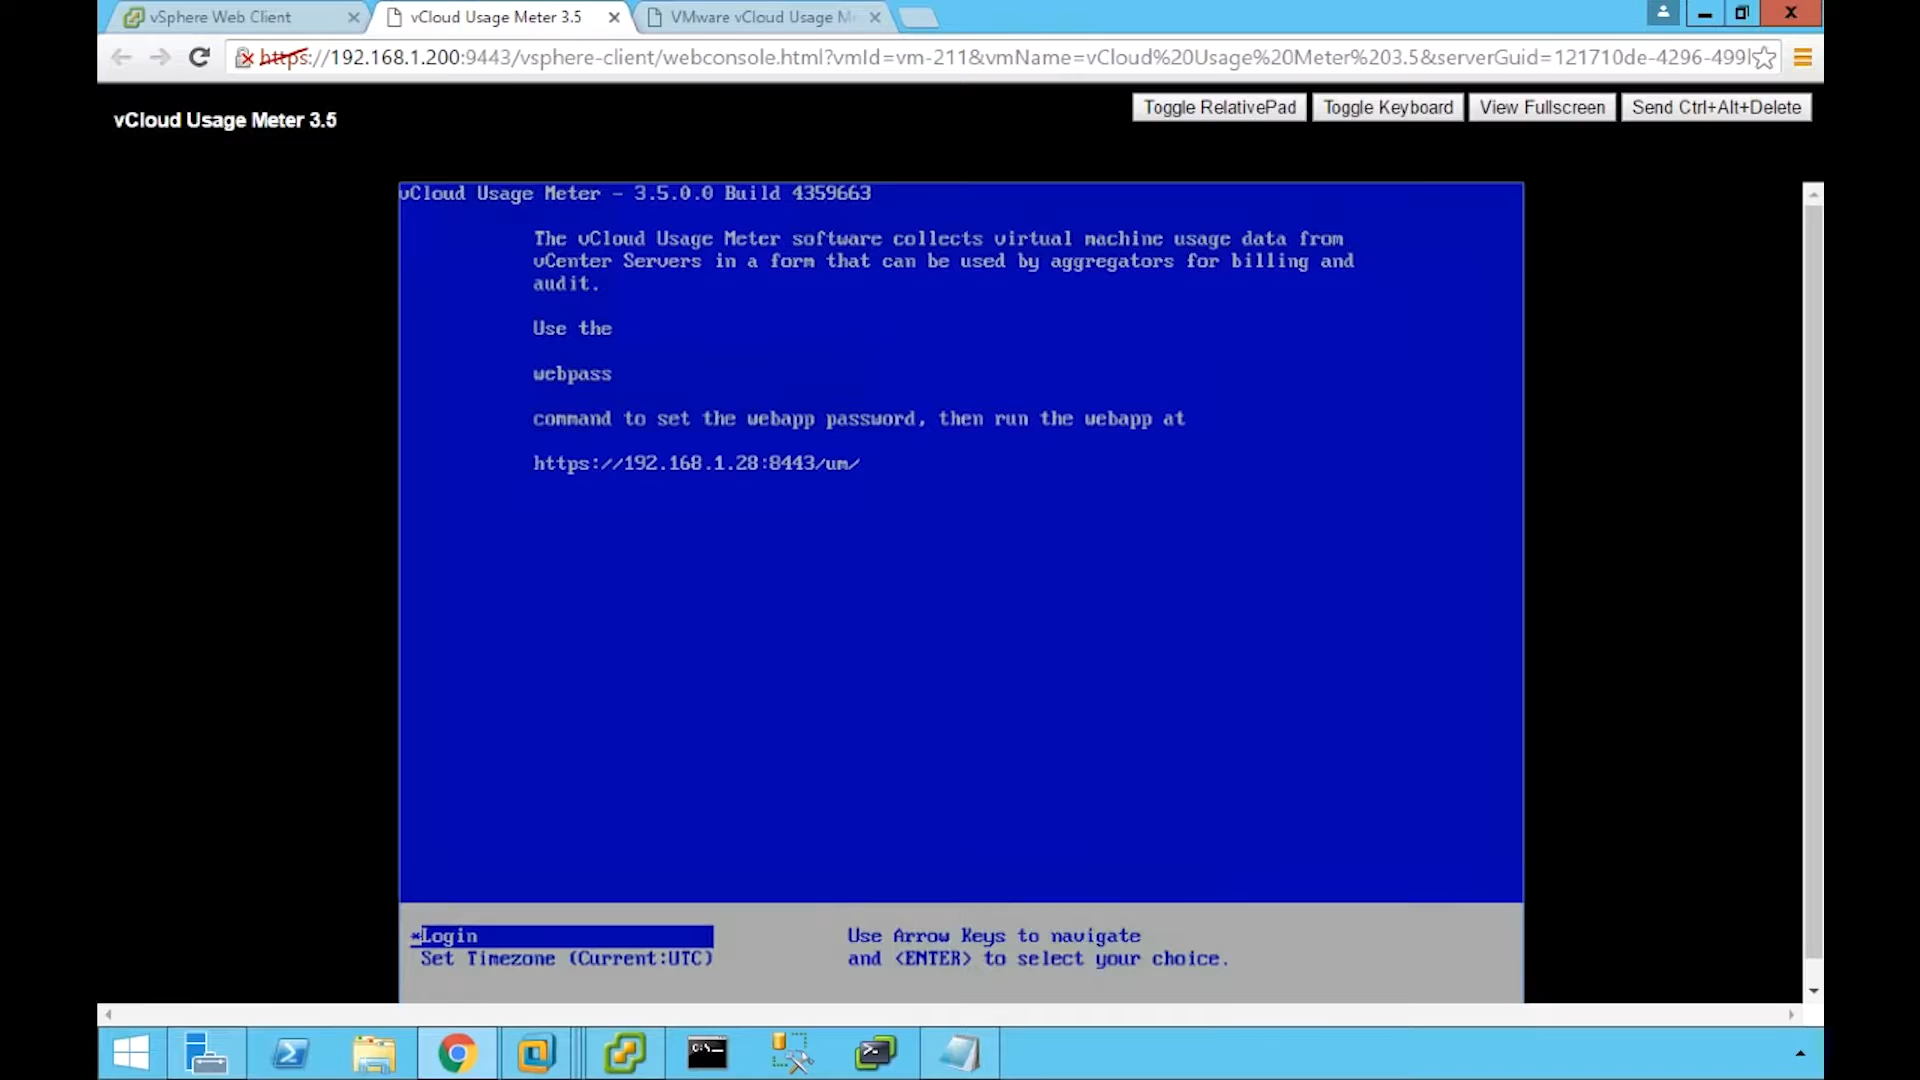 vSphere Web Client
vCloud Usage Meter 3.5
VMware vCloud Usage M
https://192.168.1.200:9443/vsphere-client/webconsole.html?vmId=vm-211&vmName=vCloud%20Usage%20Meter%203.5&serverGuid=121710de-4296-499
vCloud Usage Meter 3.5
Toggle RelativePad
Toggle Keyboard
View Fullscreen
Send Ctrl+Alt+Delete
vCloud Usage Meter - 3.5.0.0 Build 4359663
The vCloud Usage Meter software collects virtual machine usage data from
vCenter Servers in a form that can be used by aggregators for billing and
audit.
Use the
webpass
command to set the webapp password, then run the webapp at
https://192.168.1.28:8443/um/
*Login
Set Timezone (Current:UTC)
Use Arrow Keys to navigate
and <ENTER> to select your choice.